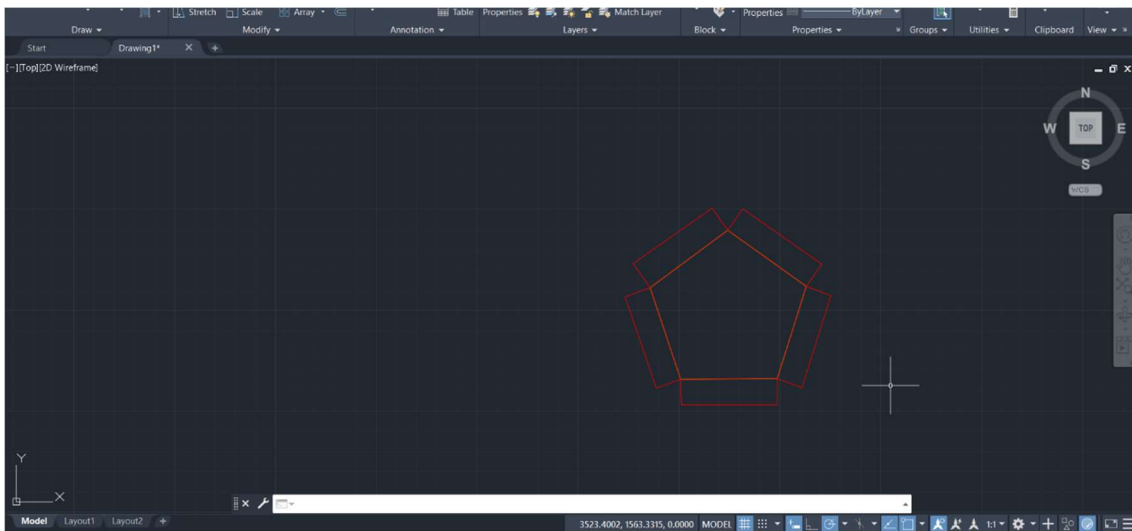 Stretch Scale Array Table Properties Match Layer Properties ByLayer
Draw Modify Annotation Layers Block Properties Groups Utilities Clipboard View
Start Drawing1*
[−][Top][2D Wireframe]
N
W TOP E
S
WCS
Y
X
Model Layout1 Layout2 3523.4002, 1563.3315, 0.0000 MODEL 1:1